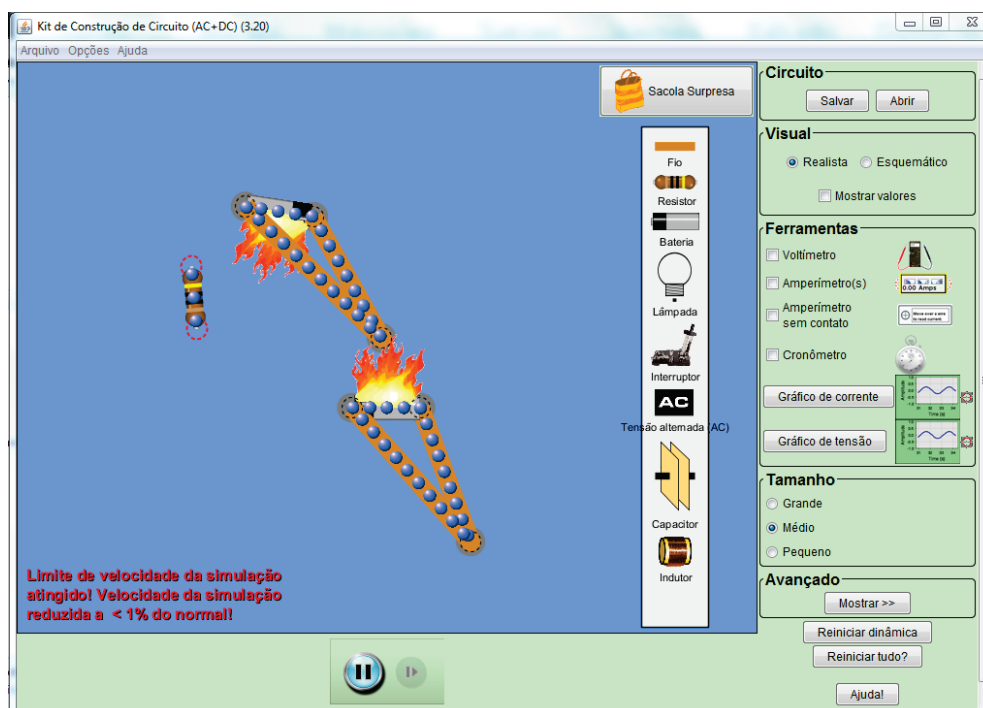 Kit de Construção de Circuito (AC+DC) (3.20)
Arquivo Opções Ajuda
Sacola Surpresa
Fio
Resistor
Bateria
Lâmpada
Interruptor
AC
Tensão alternada (AC)
Capacitor
Indutor
Limite de velocidade da simulação
atingido! Velocidade da simulação
reduzida a < 1% do normal!
Circuito
Salvar Abrir
Visual
Realista Esquemático
Mostrar valores
Ferramentas
Voltímetro
Amperímetro(s)
0.00 Amps
Amperímetro
sem contato
Cronômetro
Gráfico de corrente
Gráfico de tensão
Tamanho
Grande
Médio
Pequeno
Avançado
Mostrar >>
Reiniciar dinâmica
Reiniciar tudo?
Ajuda!